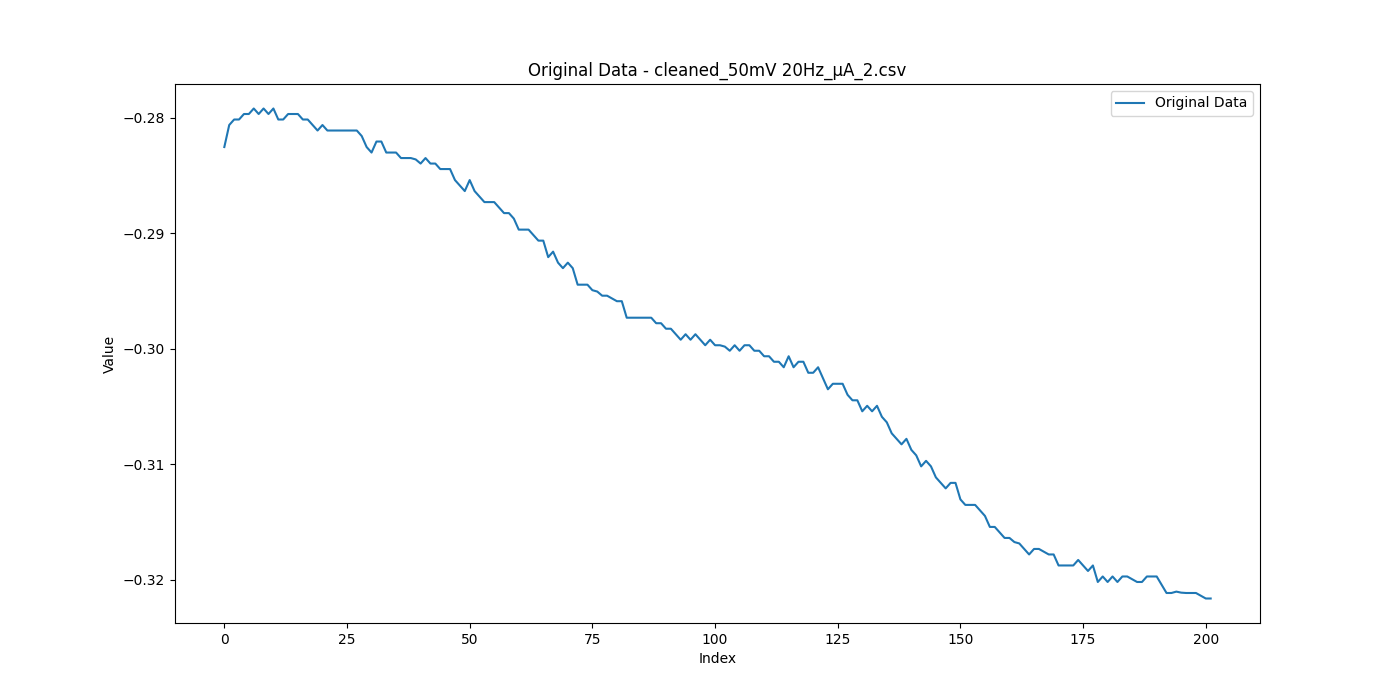 Original Data - cleaned_50mV 20Hz_μA_2.csv
Original Data
−0.28
−0.29
−0.30
−0.31
−0.32
Value
0 25 50 75 100 125 150 175 200
Index